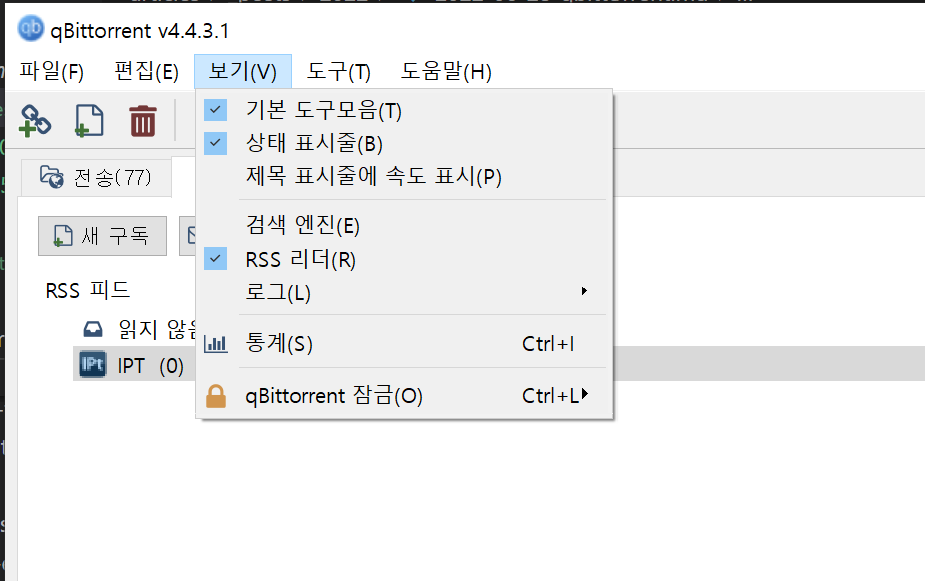 qBittorrent v4.4.3.1
파일(F) 편집(E) 보기(V) 도구(T) 도움말(H)
기본 도구모음(T)
상태 표시줄(B)
제목 표시줄에 속도 표시(P)
검색 엔진(E)
RSS 리더(R)
로그(L)
통계(S) Ctrl+I
qBittorrent 잠금(O) Ctrl+L
전송(77)
새 구독
RSS 피드
읽지
IPT (0)